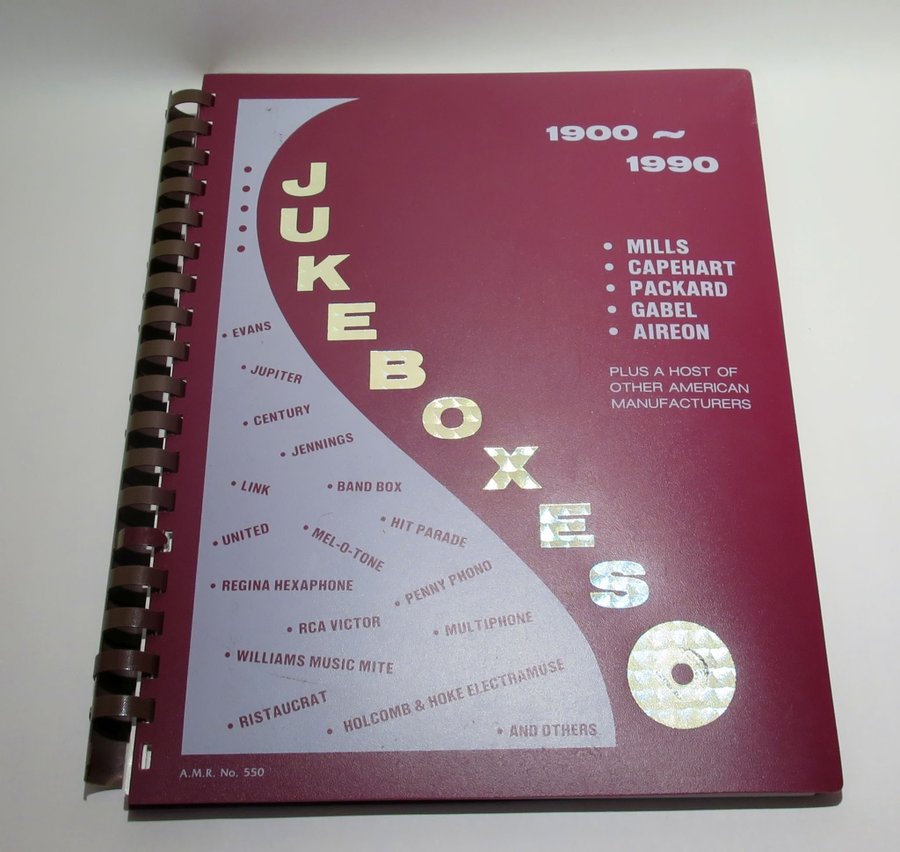 1900 ~
1990
JUKEBOXES
• MILLS
• CAPEHART
• PACKARD
• GABEL
• AIREON
PLUS A HOST OF
OTHER AMERICAN
MANUFACTURERS
• EVANS
• JUPITER
• CENTURY
• JENNINGS
• LINK
• BAND BOX
• HIT PARADE
• UNITED
• MEL-O-TONE
• REGINA HEXAPHONE
• PENNY PHONO
• RCA VICTOR
• MULTIPHONE
• WILLIAMS MUSIC MITE
• RISTAUCRAT
• HOLCOMB & HOKE ELECTRAMUSE
• AND OTHERS
A.M.R. No. 550